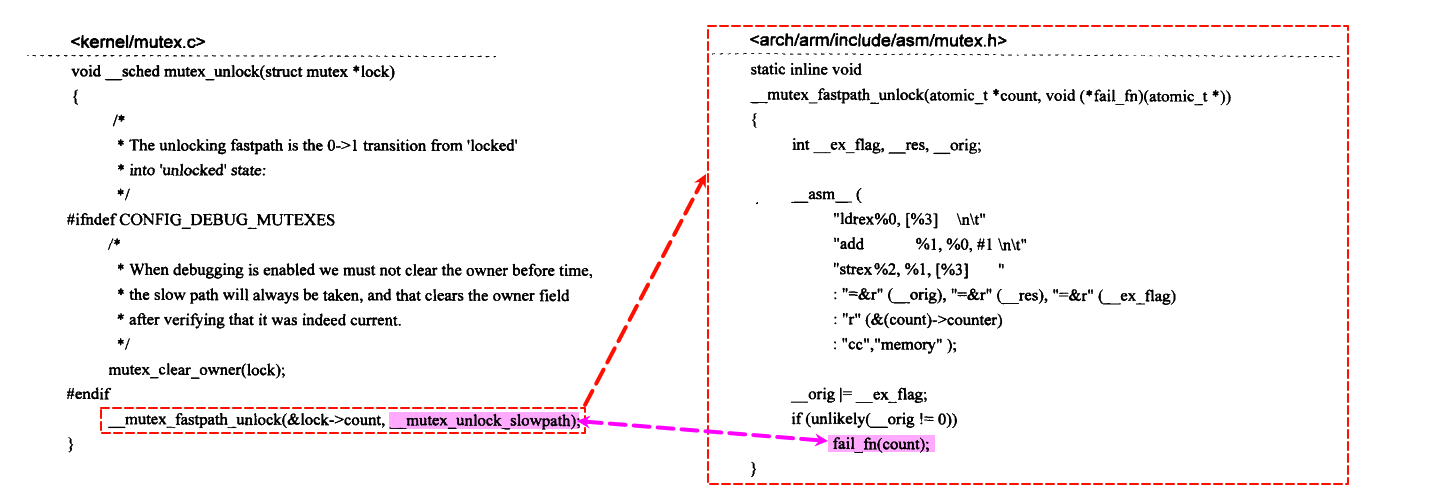 <kernel/mutex.c>
void __sched mutex_unlock(struct mutex *lock)
{
/*
* The unlocking fastpath is the 0->1 transition from 'locked'
* into 'unlocked' state:
*/
#ifndef CONFIG_DEBUG_MUTEXES
/*
* When debugging is enabled we must not clear the owner before time,
* the slow path will always be taken, and that clears the owner field
* after verifying that it was indeed current.
*/
mutex_clear_owner(lock);
#endif
__mutex_fastpath_unlock(&lock->count, __mutex_unlock_slowpath);
}
<arch/arm/include/asm/mutex.h>
static inline void
__mutex_fastpath_unlock(atomic_t *count, void (*fail_fn)(atomic_t *))
{
int __ex_flag, __res, __orig;
__asm__ (
"ldrex%0, [%3] \n\t"
"add %1, %0, #1 \n\t"
"strex%2, %1, [%3] "
: "=&r" (__orig), "=&r" (__res), "=&r" (__ex_flag)
: "r" (&(count)->counter)
: "cc","memory" );
__orig |= __ex_flag;
if (unlikely(__orig != 0))
fail_fn(count);
}